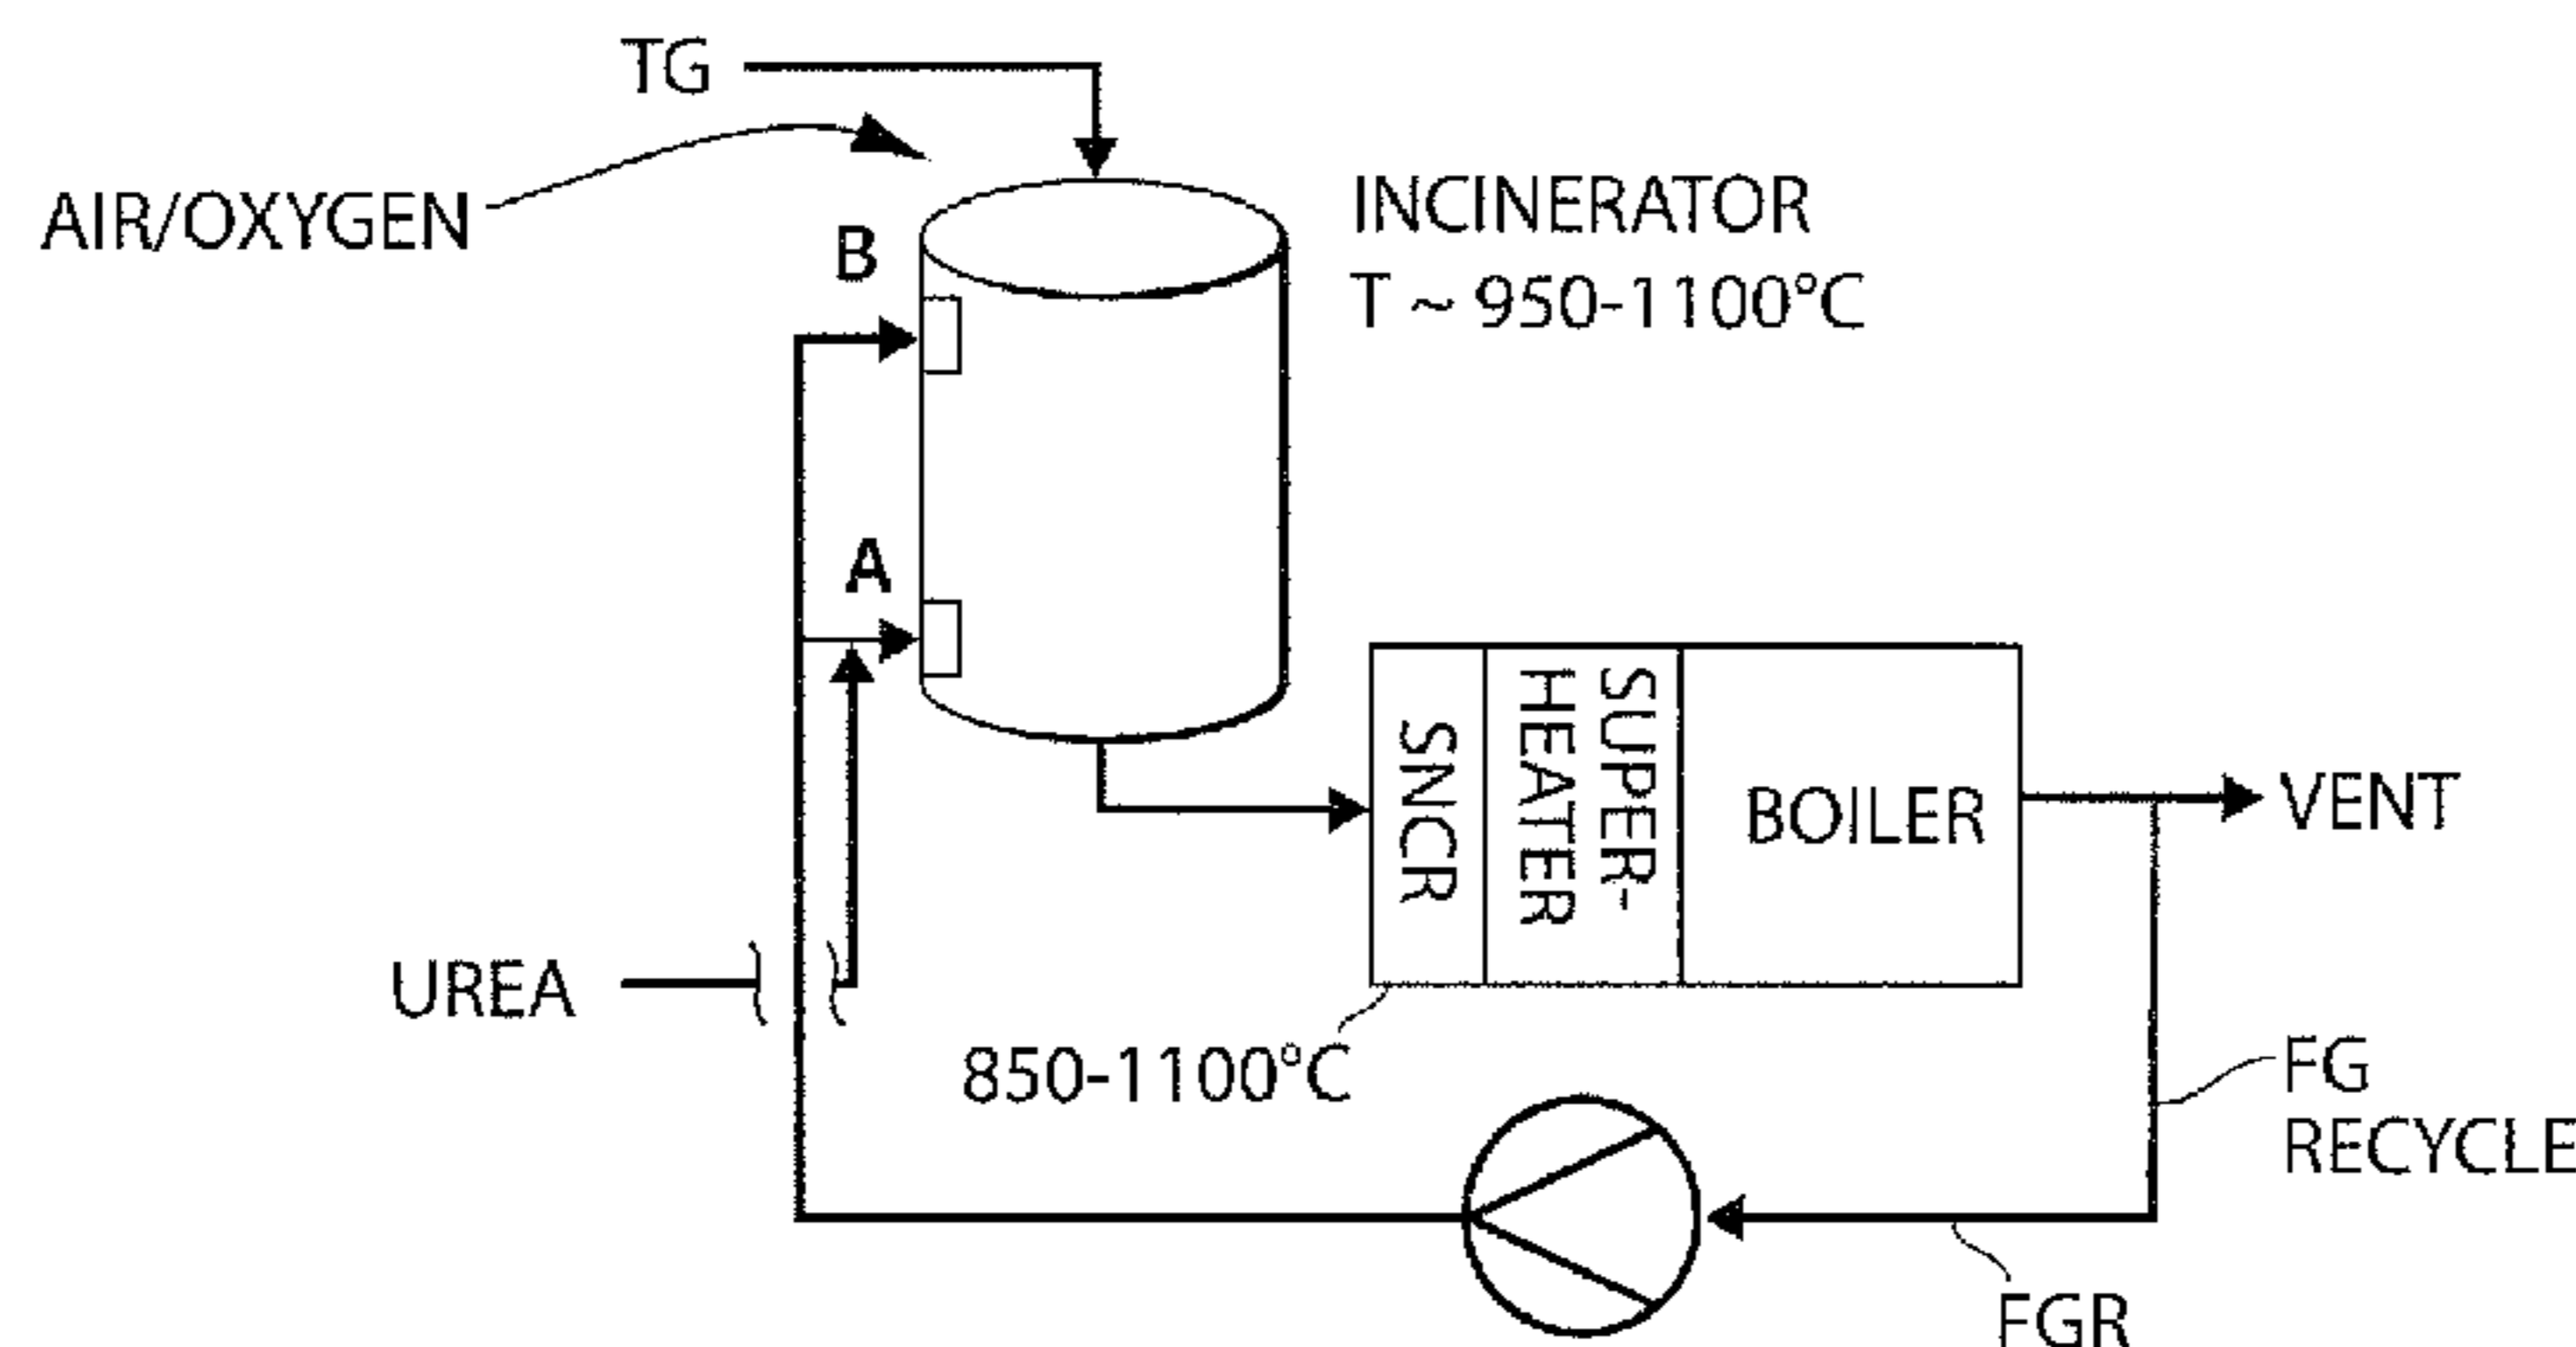 TG
AIR/OXYGEN
B
INCINERATOR
T ~ 950-1100°C
A
SNCR
SUPER-
HEATER
BOILER
VENT
UREA
850-1100°C
FG
RECYCLE
FGR